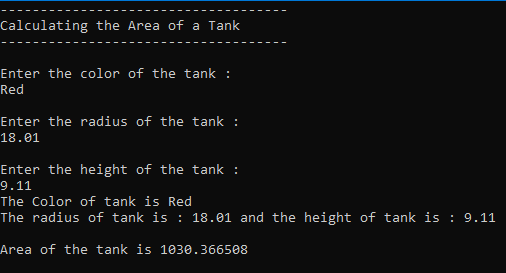 ------------------------------------
Calculating the Area of a Tank
------------------------------------
Enter the color of the tank :
Red
Enter the radius of the tank :
18.01
Enter the height of the tank :
9.11
The Color of tank is Red
The radius of tank is : 18.01 and the height of tank is : 9.11
Area of the tank is 1030.366508